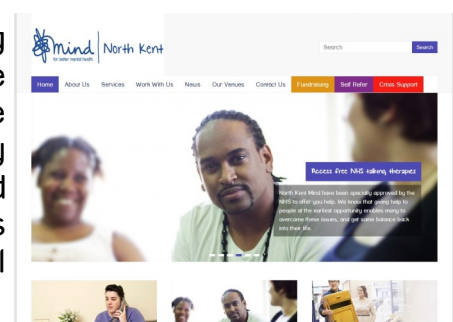 mind North Kent
for better mental health
Search Search
Home About Us Services Work With Us News Our Venues Contact Us Fundraising Self Refer Crisis Support
Access free NHS talking therapies
North Kent Mind have been specially approved by the
NHS to offer you help. We know that giving help to
people at the earliest opportunity enables many to
overcome these issues, and get some balance back
into their life.